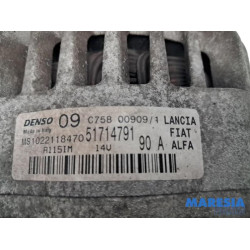 DENSO 09 C758 00909/1 LANCIA
Made in Italy FIAT
MS1022118470 51714791 90 A ALFA
A115IM 14V
MARESIA